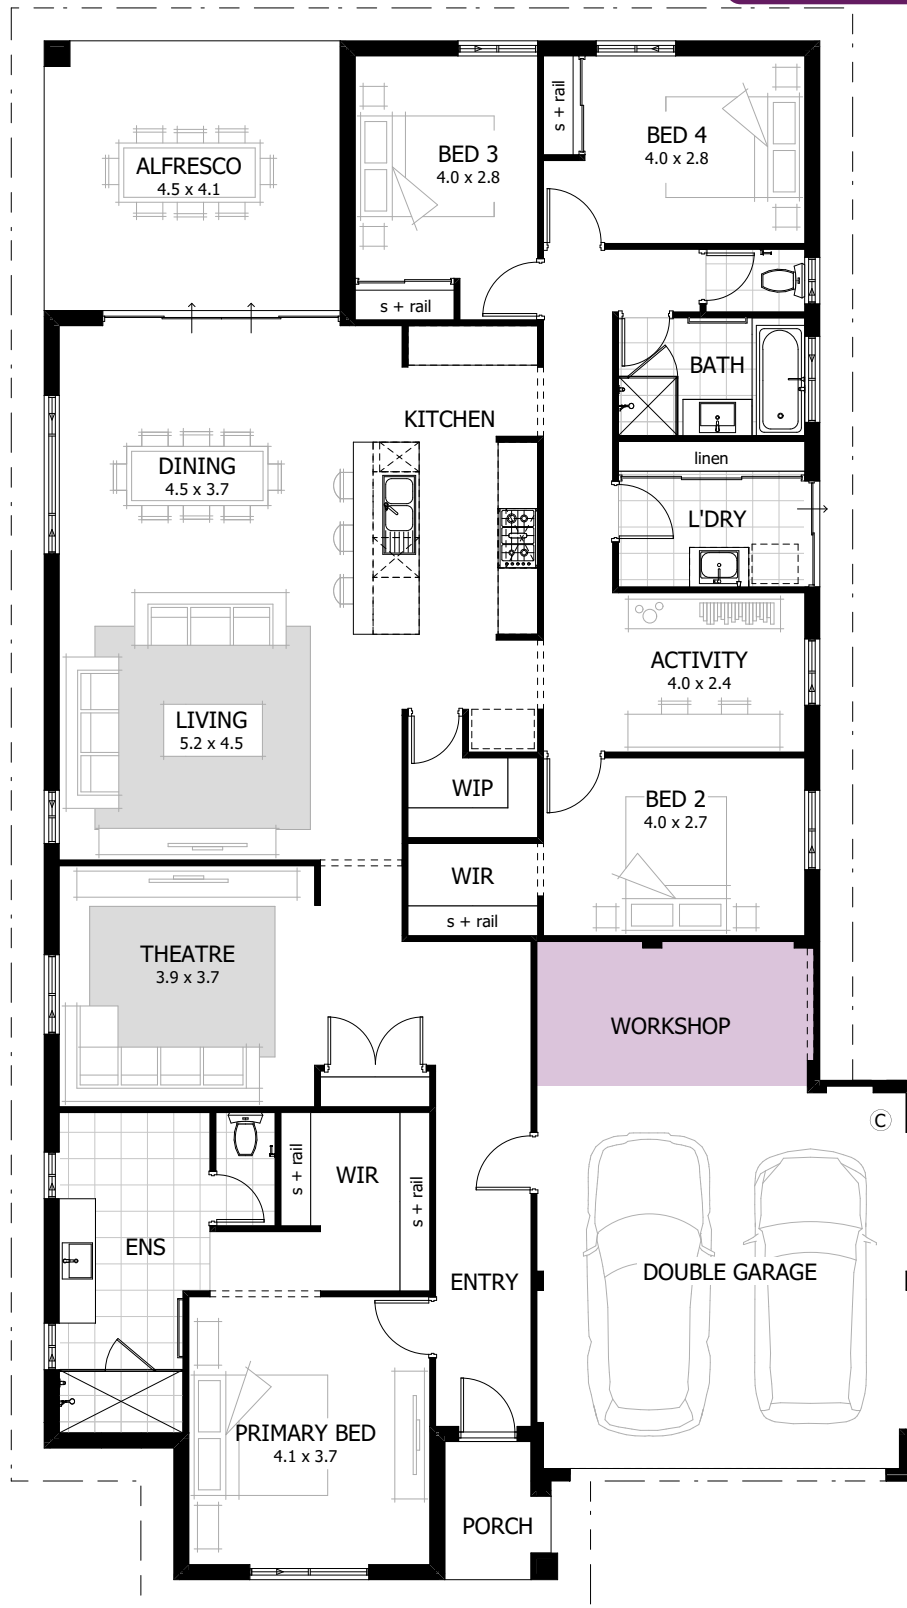 ALFRESCO
4.5 x 4.1
BED 3
4.0 x 2.8
s + rail
s + rail
BED 4
4.0 x 2.8
BATH
KITCHEN
DINING
4.5 x 3.7
linen
L'DRY
ACTIVITY
4.0 x 2.4
LIVING
5.2 x 4.5
WIP
BED 2
4.0 x 2.7
WIR
s + rail
THEATRE
3.9 x 3.7
WORKSHOP
C
s + rail
WIR
s + rail
ENS
ENTRY
DOUBLE GARAGE
PRIMARY BED
4.1 x 3.7
PORCH